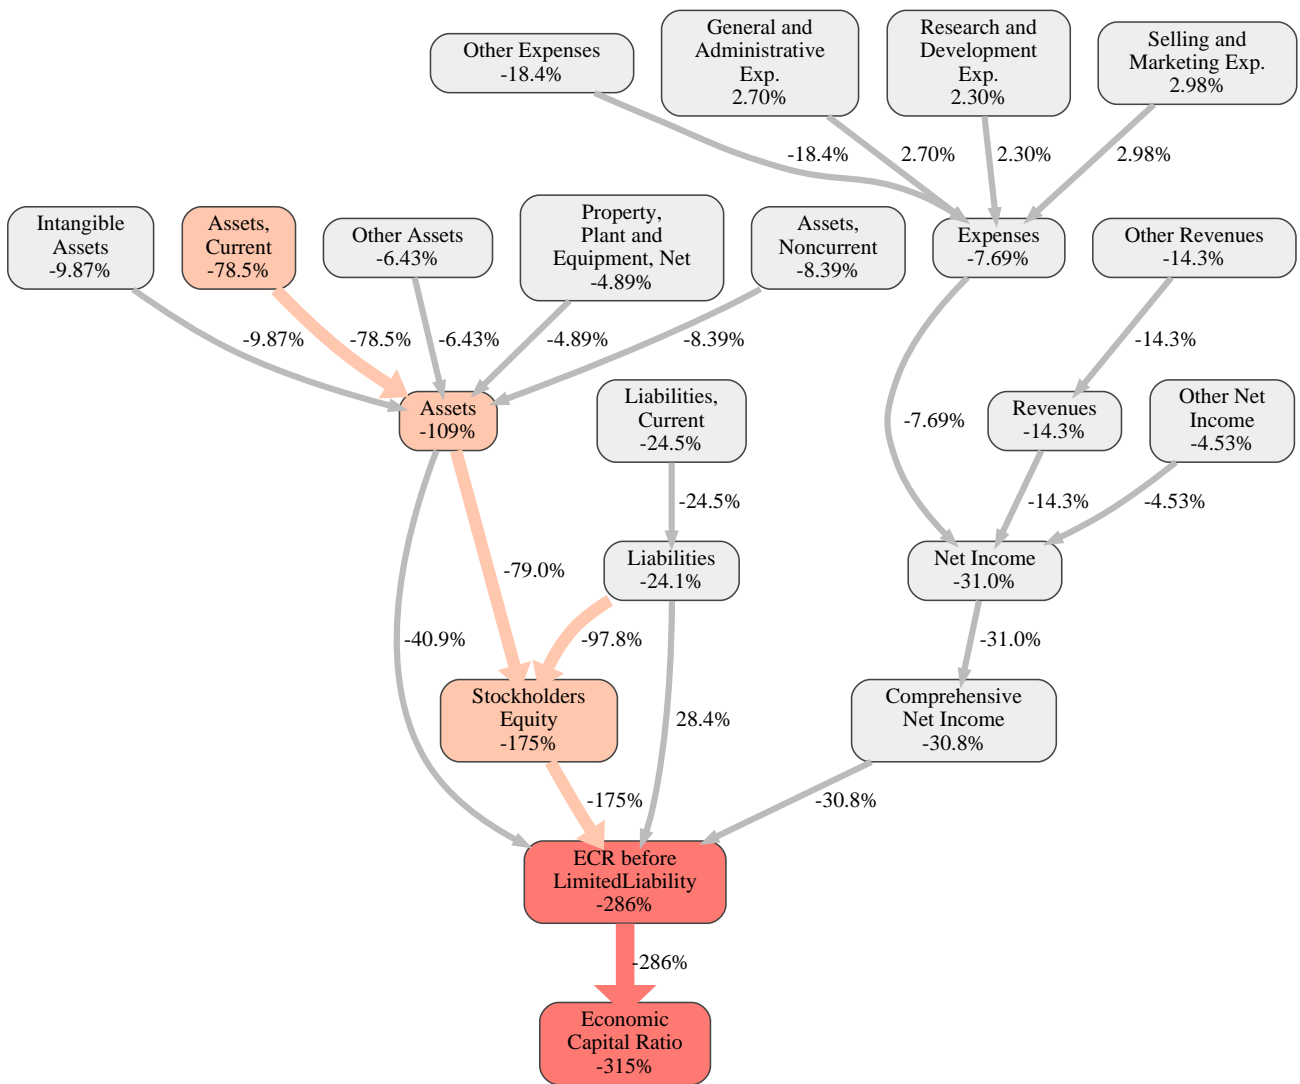 Other Expenses
-18.4%
General and
Administrative
Exp.
2.70%
Research and
Development
Exp.
2.30%
Selling and
Marketing Exp.
2.98%
-18.4%
2.70%
2.30%
2.98%
Intangible
Assets
-9.87%
Assets,
Current
-78.5%
Other Assets
-6.43%
Property,
Plant and
Equipment, Net
-4.89%
Assets,
Noncurrent
-8.39%
Expenses
-7.69%
Other Revenues
-14.3%
-9.87%
-78.5%
-6.43%
-4.89%
-8.39%
-14.3%
Assets
-109%
Liabilities,
Current
-24.5%
-7.69%
Revenues
-14.3%
Other Net
Income
-4.53%
-24.5%
-14.3%
-4.53%
-79.0%
Liabilities
-24.1%
Net Income
-31.0%
-40.9%
-97.8%
-31.0%
Stockholders
Equity
-175%
28.4%
Comprehensive
Net Income
-30.8%
-175%
-30.8%
ECR before
LimitedLiability
-286%
-286%
Economic
Capital Ratio
-315%